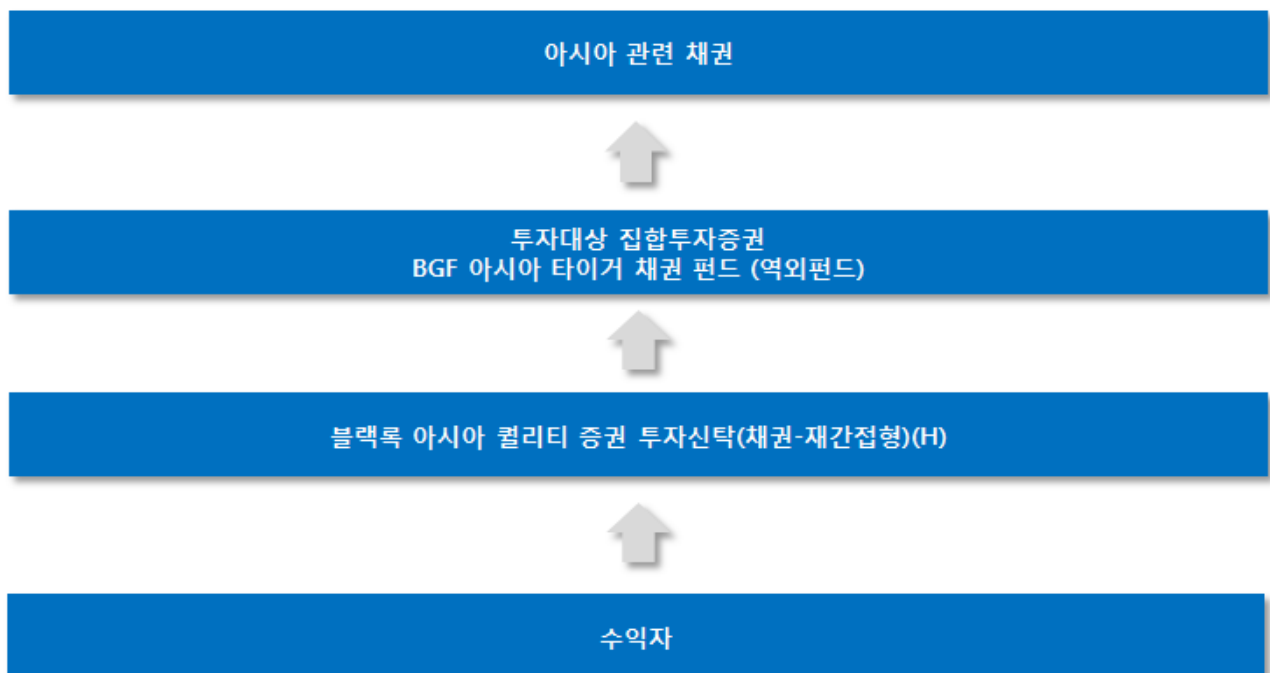 아시아 관련 채권
투자대상 집합투자증권
BGF 아시아 타이거 채권 펀드 (역외펀드)
블랙록 아시아 퀄리티 증권 투자신탁(채권-재간접형)(H)
수익자